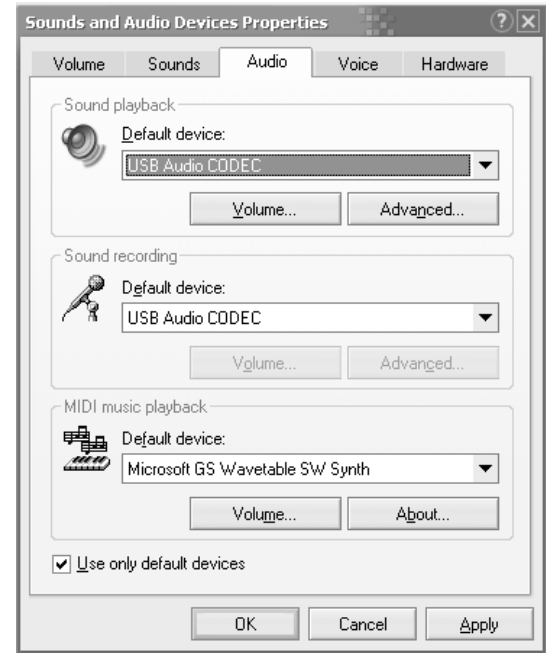 Sounds and Audio Devices Properties
Volume Sounds Audio Voice Hardware
Sound playback
Default device:
USB Audio CODEC
Volume... Advanced...
Sound recording
Default device:
USB Audio CODEC
Volume... Advanced...
MIDI music playback
Default device:
Microsoft GS Wavetable SW Synth
Volume... About...
Use only default devices
OK Cancel Apply